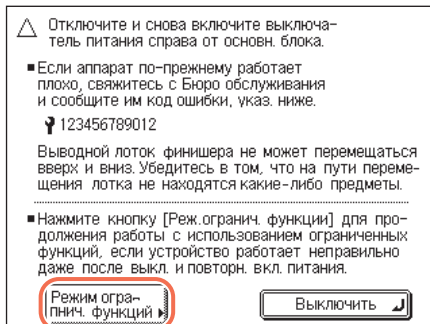 Отключите и снова включите выключа-
тель питания справа от основн. блока.
■Если аппарат по-прежнему работает
плохо, свяжитесь с Бюро обслуживания
и сообщите им код ошибки, указ. ниже.
123456789012
Выводной лоток финишера не может перемещаться
вверх и вниз. Убедитесь в том, что на пути переме-
щения лотка не находятся какие-либо предметы.
■Нажмите кнопку [Реж.огранич. функции] для про-
должения работы с использованием ограниченных
функций, если устройство работает неправильно
даже после выкл. и повторн. вкл. питания.
Режим огра-
пнич. функций
Выключить